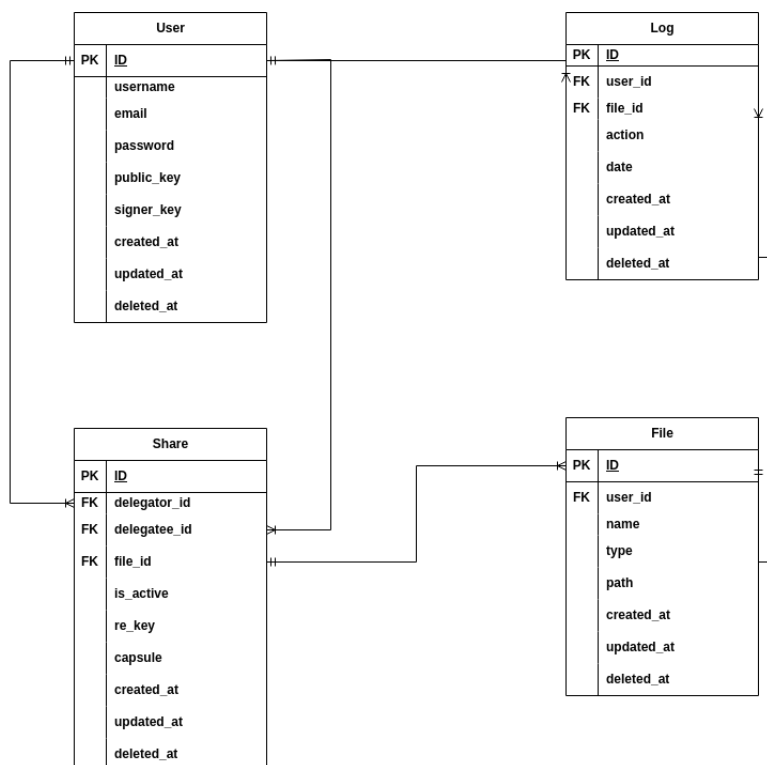 User
PK ID
username
email
password
public_key
signer_key
created_at
updated_at
deleted_at
Log
PK ID
FK user_id
FK file_id
action
date
created_at
updated_at
deleted_at
Share
PK ID
FK delegator_id
FK delegatee_id
FK file_id
is_active
re_key
capsule
created_at
updated_at
deleted_at
File
PK ID
FK user_id
name
type
path
created_at
updated_at
deleted_at